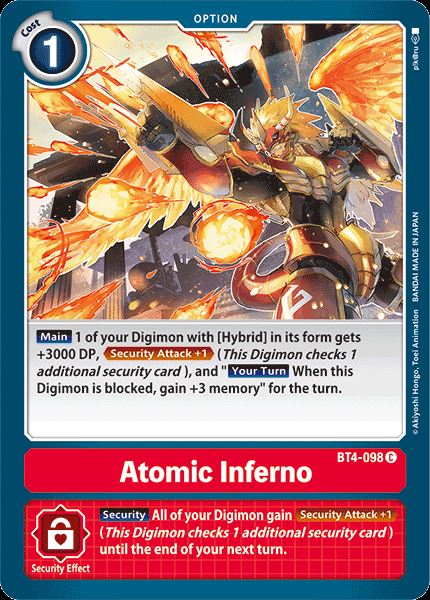 OPTION
Cost
1
pik@ru
Main 1 of your Digimon with [Hybrid] in its form gets
+3000 DP, Security Attack +1 (This Digimon checks 1
additional security card ), and " Your Turn When this
Digimon is blocked, gain +3 memory" for the turn.
©Akiyoshi Hongo, Toei Animation BANDAI MADE IN JAPAN
BT4-098 C
Atomic Inferno
Security All of your Digimon gain Security Attack +1
(This Digimon checks 1 additional security card )
until the end of your next turn.
Security Effect